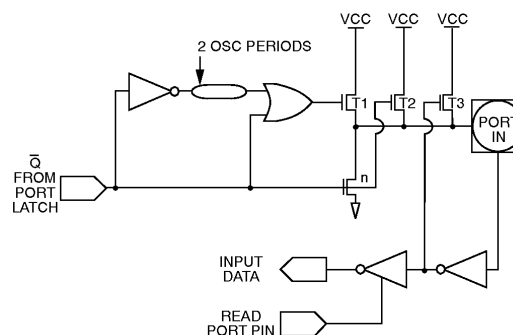 VCC VCC VCC
2 OSC PERIODS
T1 T2 T3
PORT
IN
Q̅
FROM
PORT
LATCH
n
INPUT
DATA
READ
PORT PIN